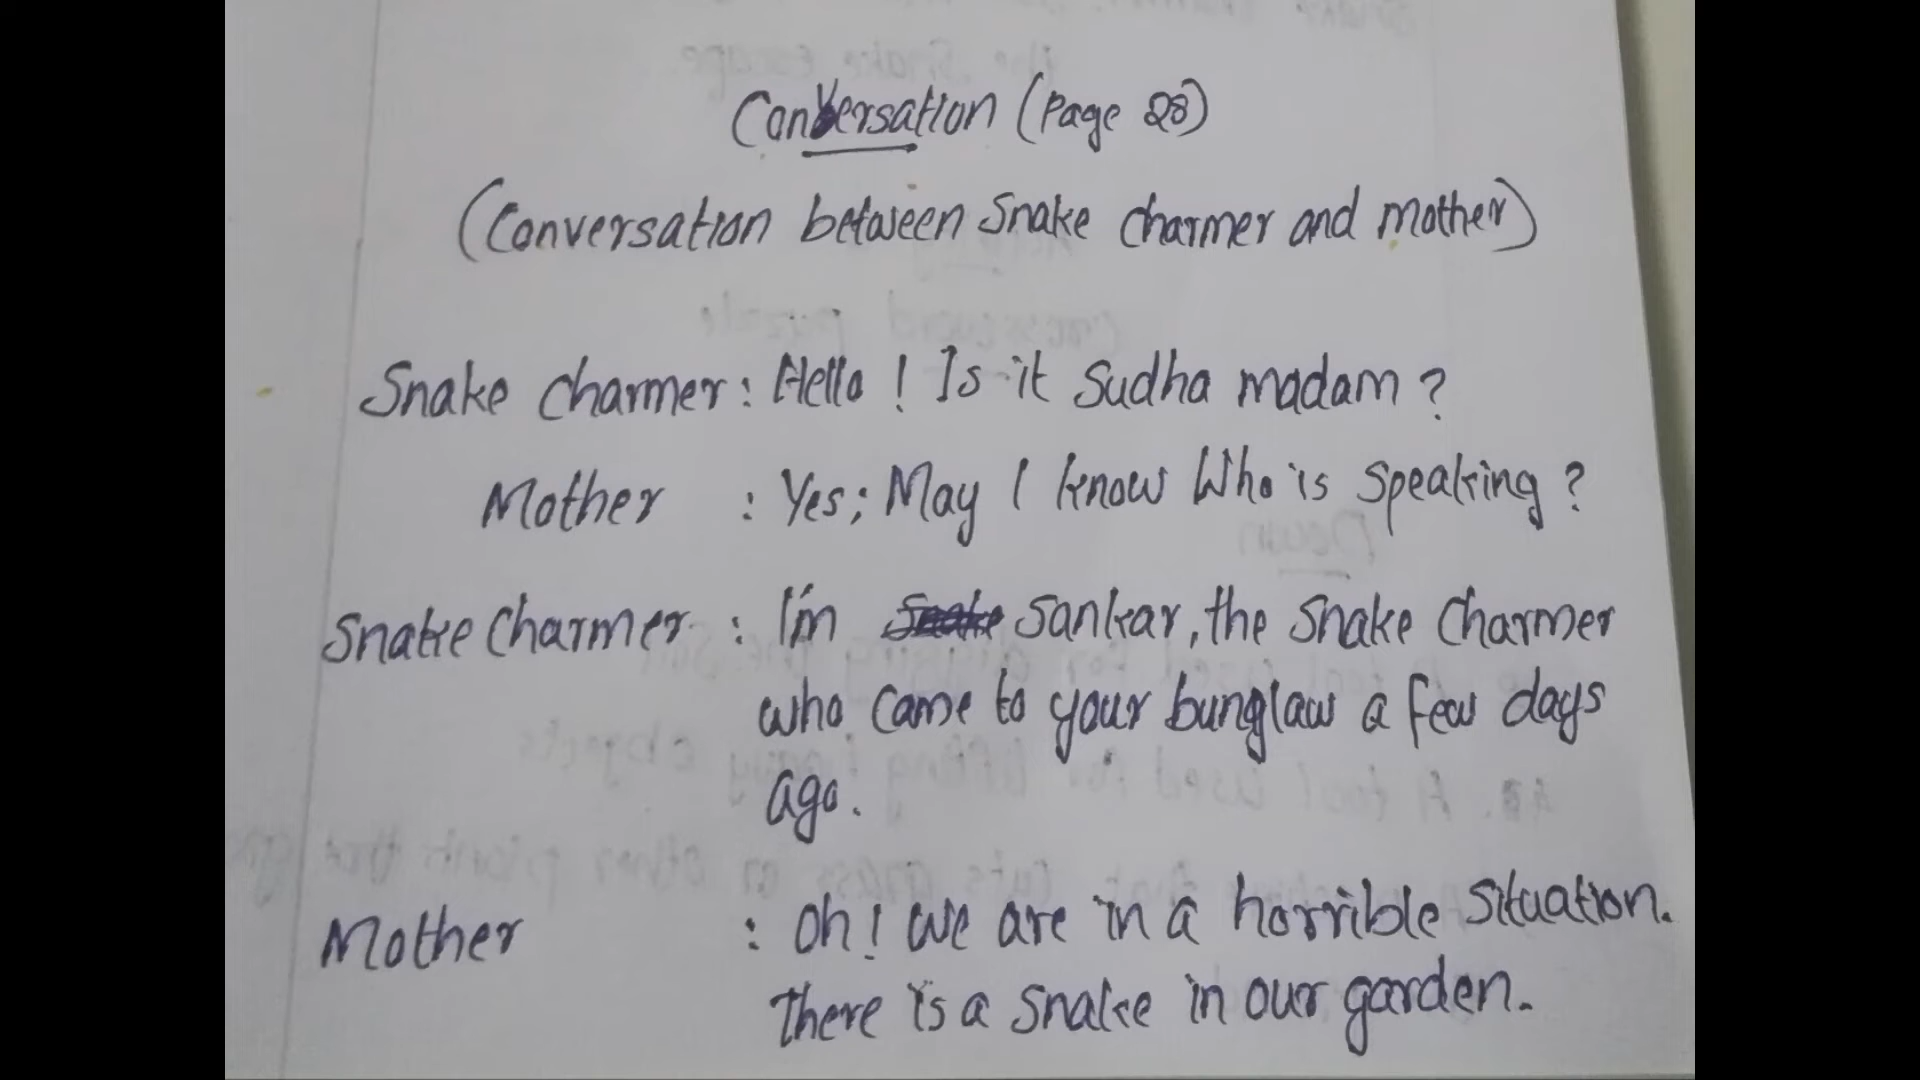 Conversation (Page 28)
(Conversation between Snake charmer and mother)
Snake charmer : Hello ! Is it Sudha madam ?
Mother : Yes; May I know Who is speaking ?
Snake charmer : I'm Sankar, the snake charmer
who came to your bunglaw a few days
ago.
Mother : Oh! we are in a horrible situation.
there is a snake in our garden.